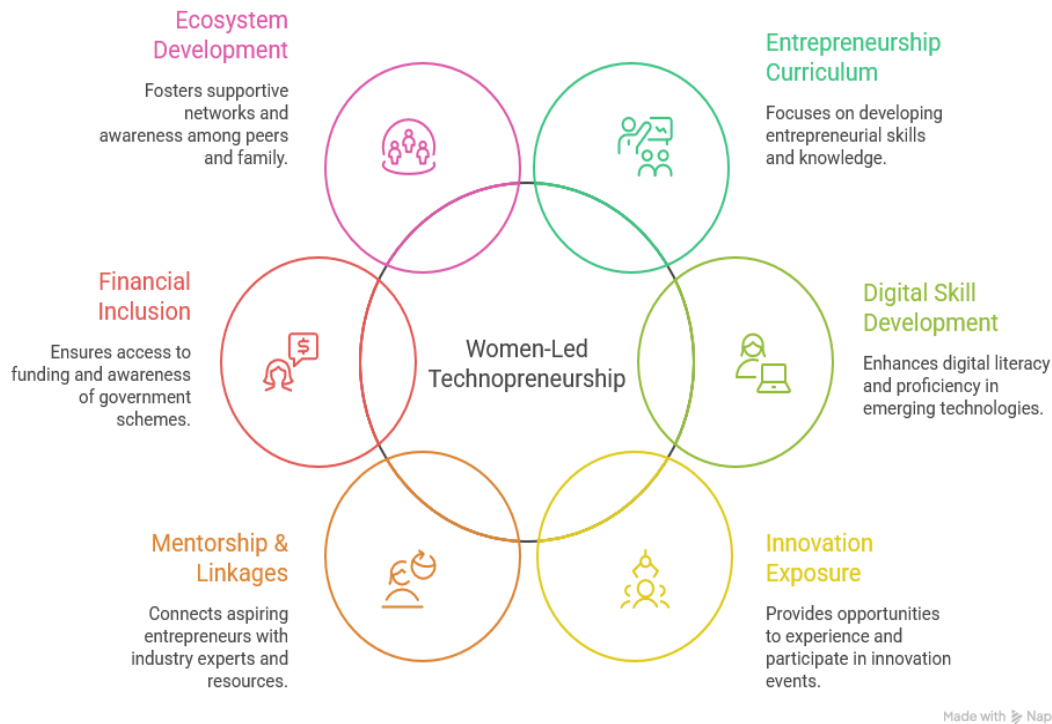 Ecosystem
Development
Fosters supportive
networks and
awareness among peers
and family.
Entrepreneurship
Curriculum
Focuses on developing
entrepreneurial skills
and knowledge.
Financial
Inclusion
Ensures access to
funding and awareness
of government
schemes.
$
Women-Led
Technopreneurship
Digital Skill
Development
Enhances digital literacy
and proficiency in
emerging technologies.
Mentorship &
Linkages
Connects aspiring
entrepreneurs with
industry experts and
resources.
Innovation
Exposure
Provides opportunities
to experience and
participate in innovation
events.
Made with Nap